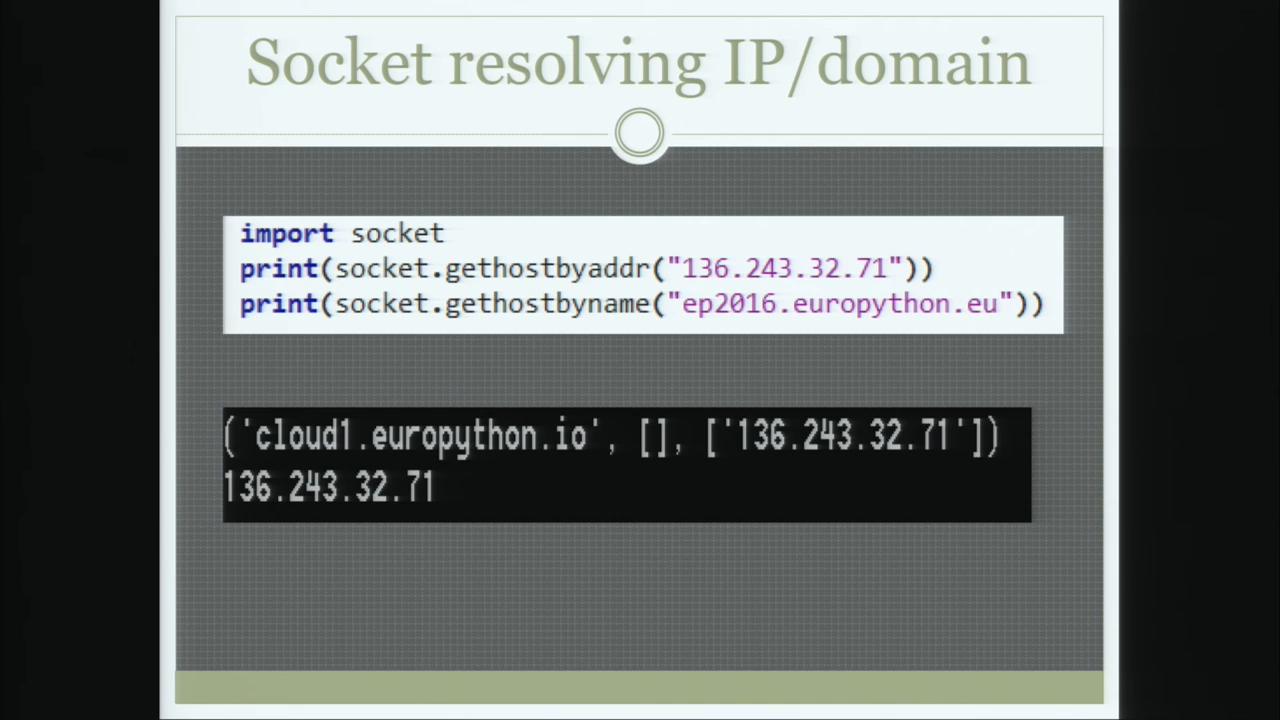 Socket resolving IP/domain
import socket
print(socket.gethostbyaddr("136.243.32.71"))
print(socket.gethostbyname("ep2016.europython.eu"))
('cloud1.europython.io', [], ['136.243.32.71'])
136.243.32.71